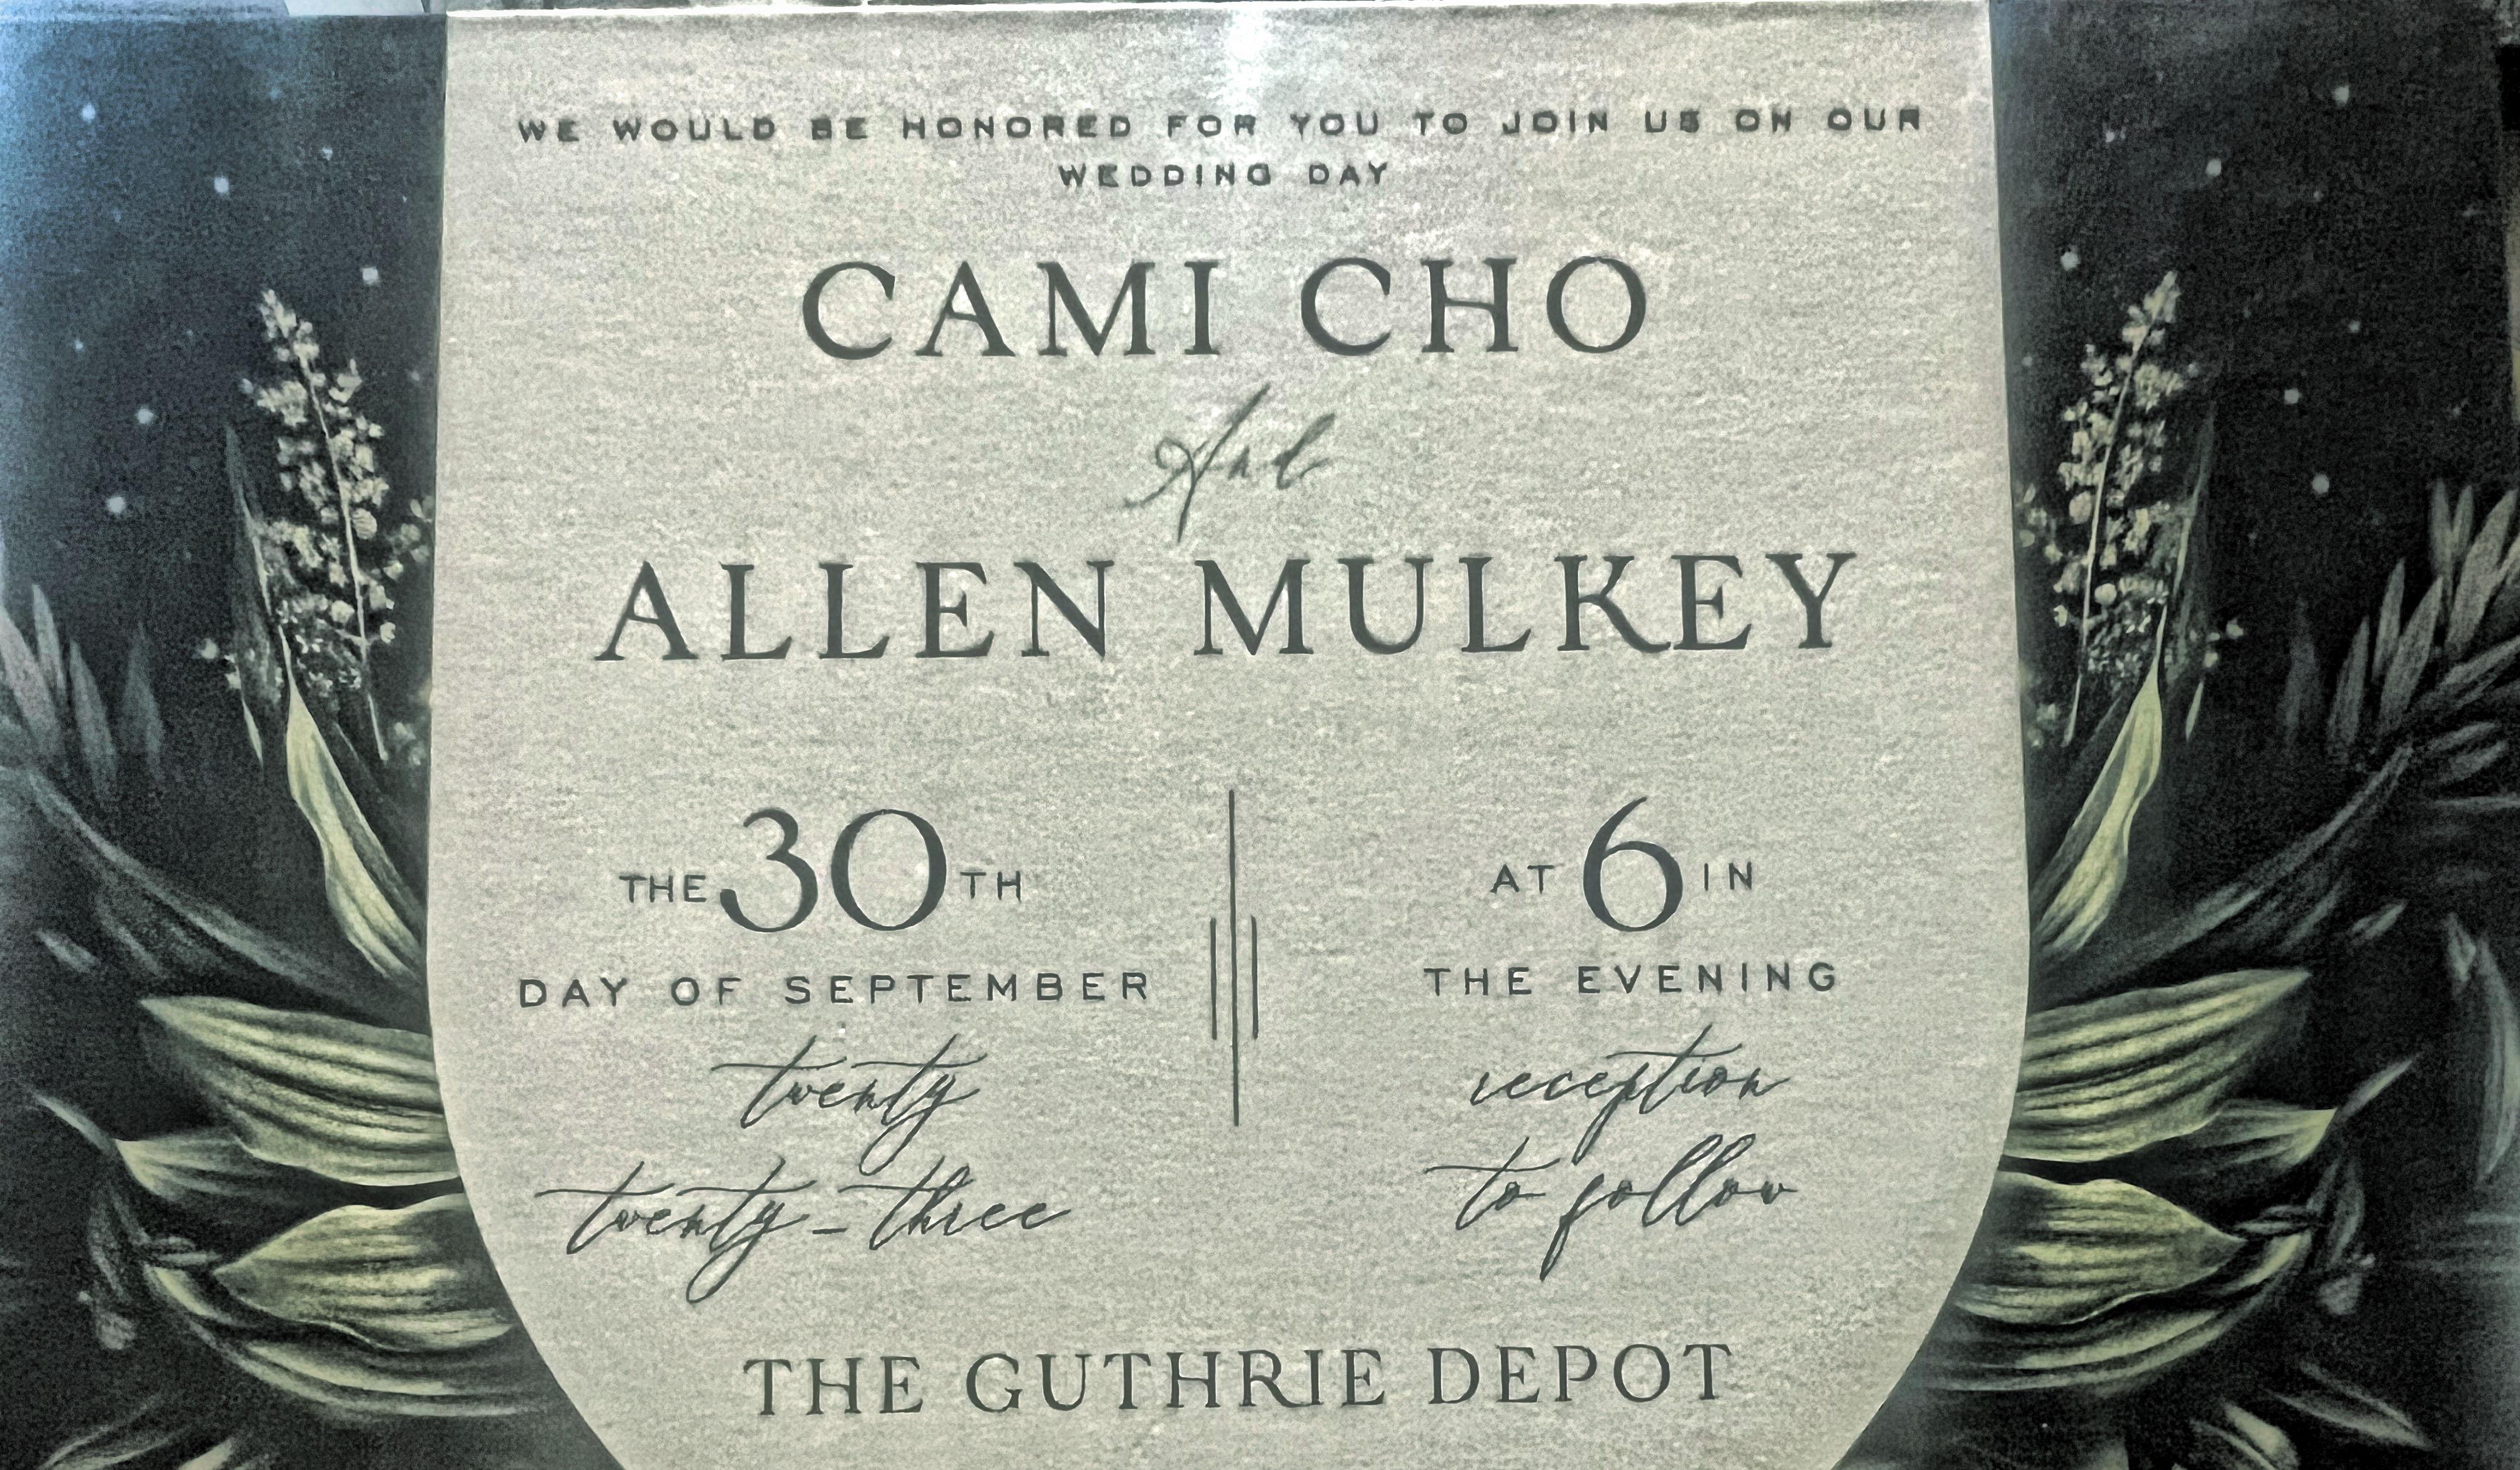 WE WOULD BE HONORED FOR YOU TO JOIN US ON OUR
WEDDING DAY
CAMI CHO
And
ALLEN MULKEY
THE 30TH
DAY OF SEPTEMBER
twenty
twenty-three
AT 6 IN
THE EVENING
reception
to follow
THE GUTHRIE DEPOT